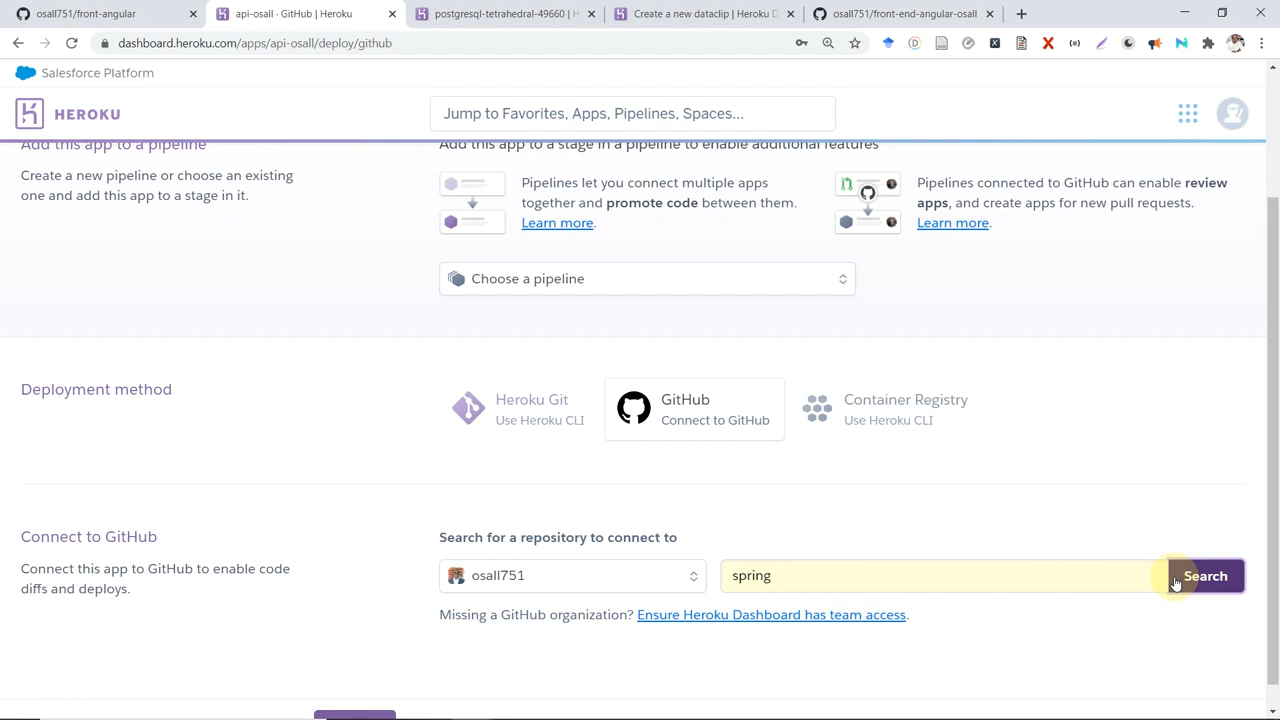 osall751/front-angular
api-osall · GitHub | Heroku
postgresql-tetrahedral-49660 | H
Create a new dataclip | Heroku D
osall751/front-end-angular-osall
dashboard.heroku.com/apps/api-osall/deploy/github
Salesforce Platform
HEROKU
Jump to Favorites, Apps, Pipelines, Spaces...
Add this app to a pipeline
Create a new pipeline or choose an existing
one and add this app to a stage in it.
Add this app to a stage in a pipeline to enable additional features
Pipelines let you connect multiple apps
together and promote code between them.
Learn more.
Pipelines connected to GitHub can enable review
apps, and create apps for new pull requests.
Learn more.
Choose a pipeline
Deployment method
Heroku Git
Use Heroku CLI
GitHub
Connect to GitHub
Container Registry
Use Heroku CLI
Connect to GitHub
Connect this app to GitHub to enable code
diffs and deploys.
Search for a repository to connect to
osall751
spring
Search
Missing a GitHub organization? Ensure Heroku Dashboard has team access.